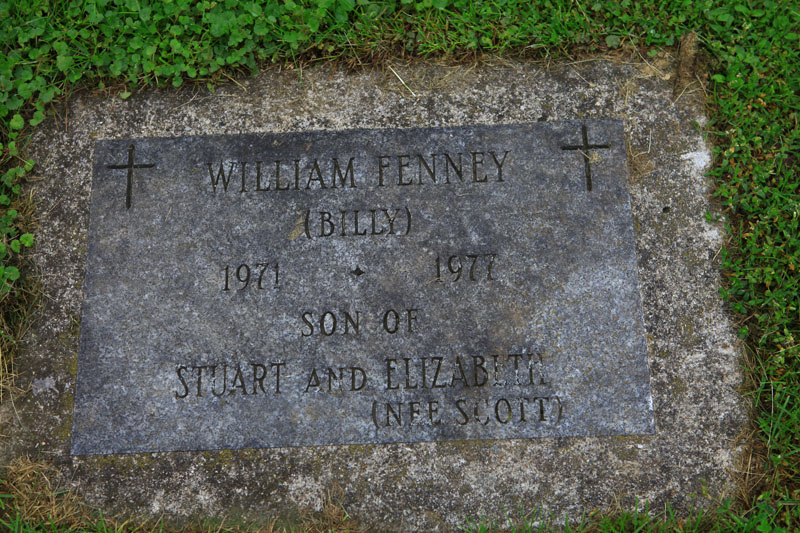 WILLIAM FENNEY
(BILLY)
1971 1977
SON OF
STUART AND ELIZABETH
(NEE SCOTT)